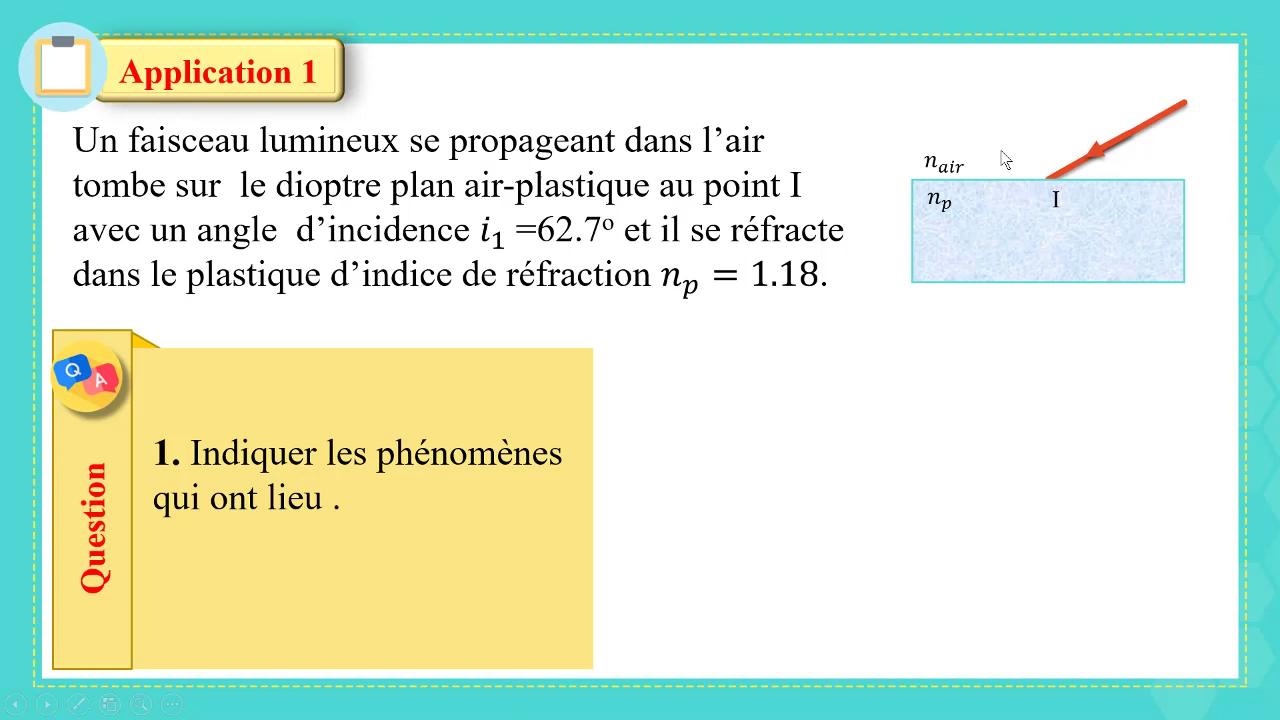 Application 1
Un faisceau lumineux se propageant dans l’air
tombe sur le dioptre plan air-plastique au point I
avec un angle d’incidence 𝑖₁ =62.7º et il se réfracte
dans le plastique d’indice de réfraction 𝑛ₚ = 1.18.
𝑛ₐᵢᵣ
𝑛ₚ
I
Q
A
Question
1. Indiquer les phénomènes
qui ont lieu .